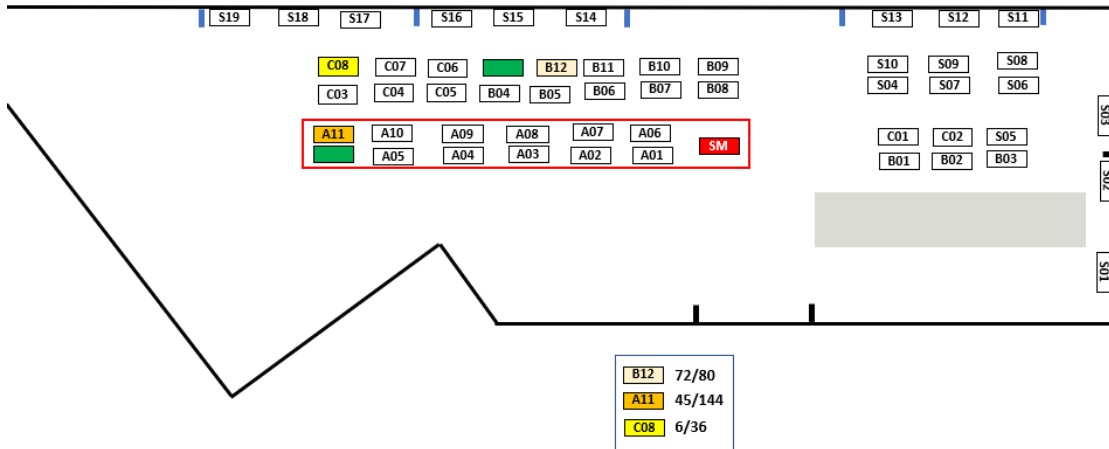 S19 S18 S17 S16 S15 S14 S13 S12 S11
C08 C07 C06 B12 B11 B10 B09 S10 S09 S08
C03 C04 C05 B04 B05 B06 B07 B08 S04 S07 S06
S03
A11 A10 A09 A08 A07 A06 SM C01 C02 S05
A05 A04 A03 A02 A01 B01 B02 B03
S02
S01
B12 72/80
A11 45/144
C08 6/36